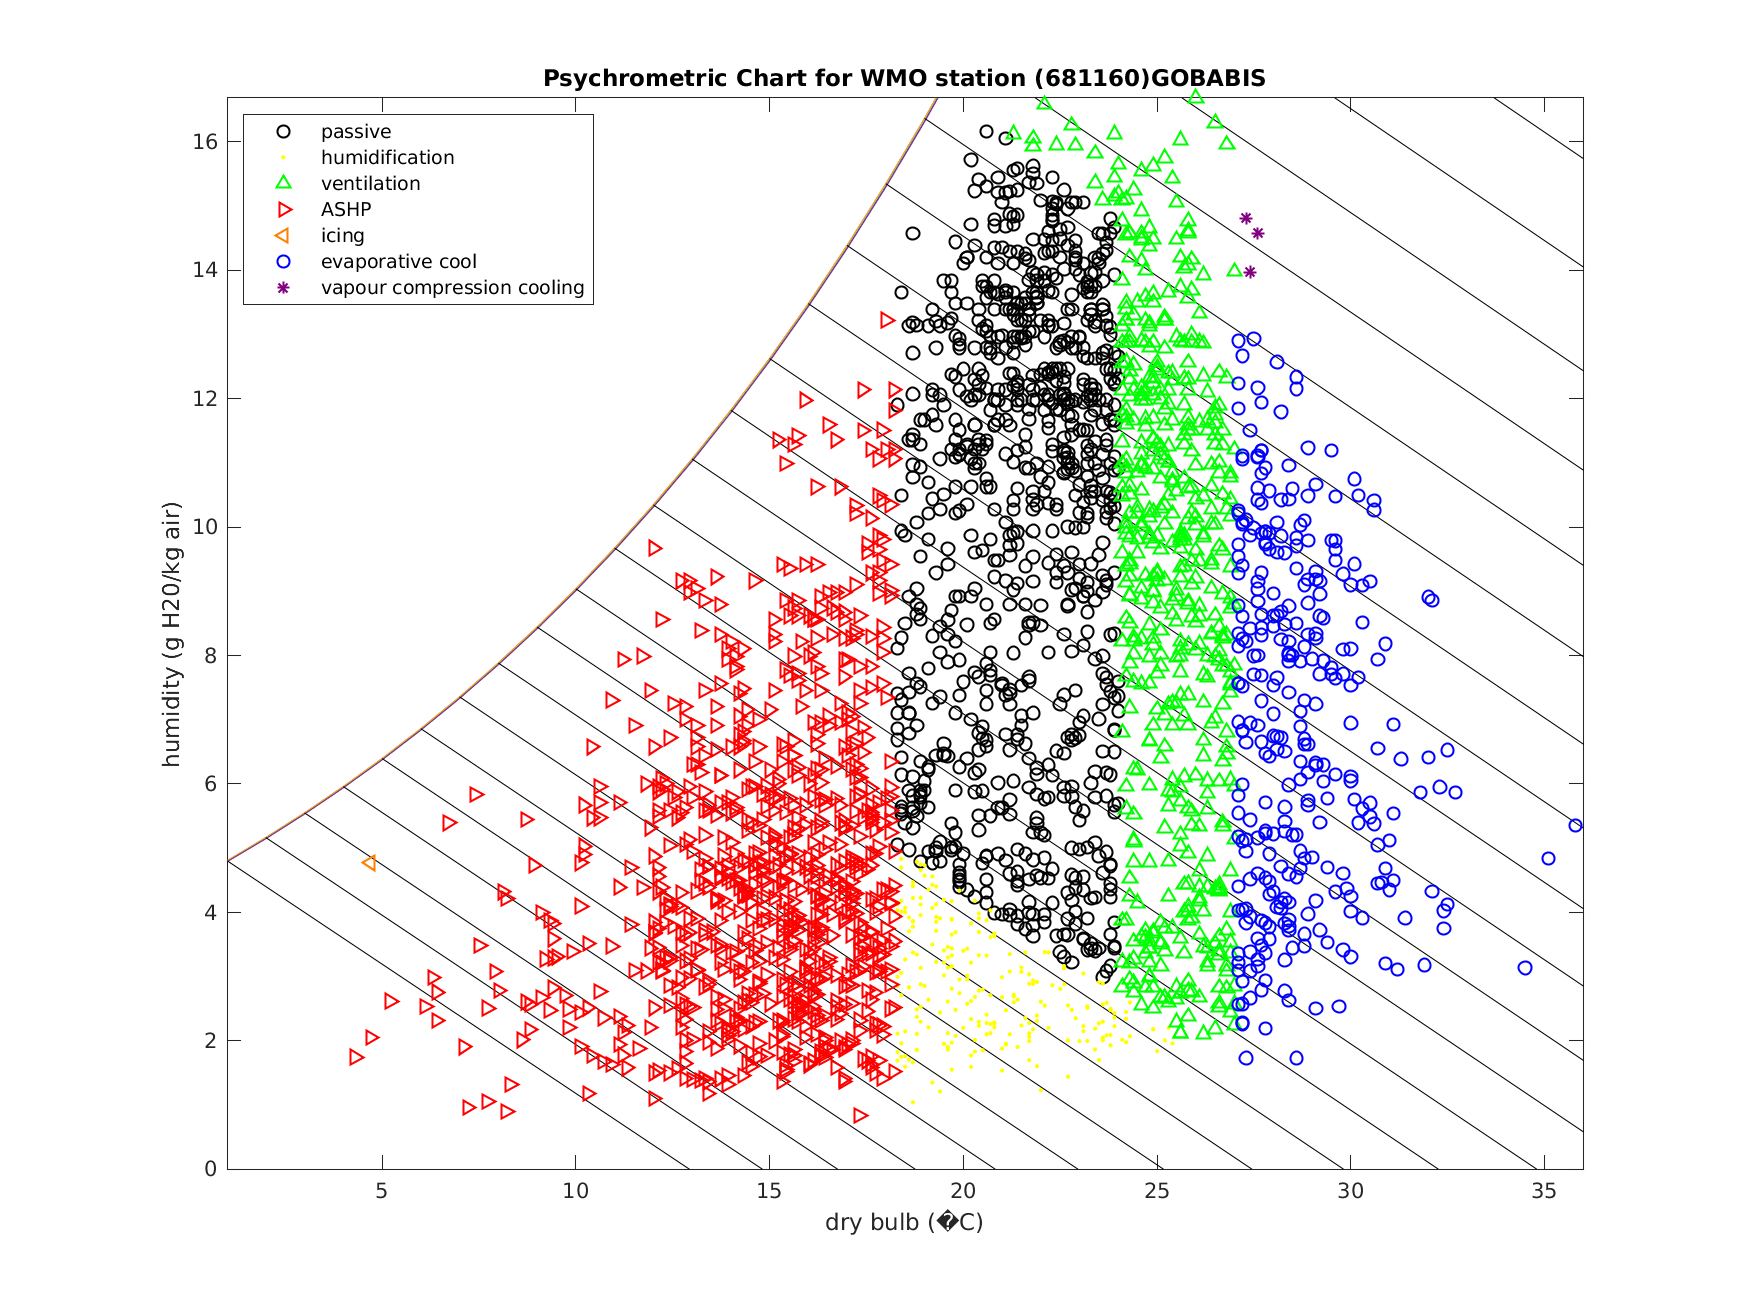 Psychrometric Chart for WMO station (681160)GOBABIS
passive
humidification
ventilation
ASHP
icing
evaporative cool
vapour compression cooling
humidity (g H20/kg air)
16
14
12
10
8
6
4
2
0
5 10 15 20 25 30 35
dry bulb (�C)